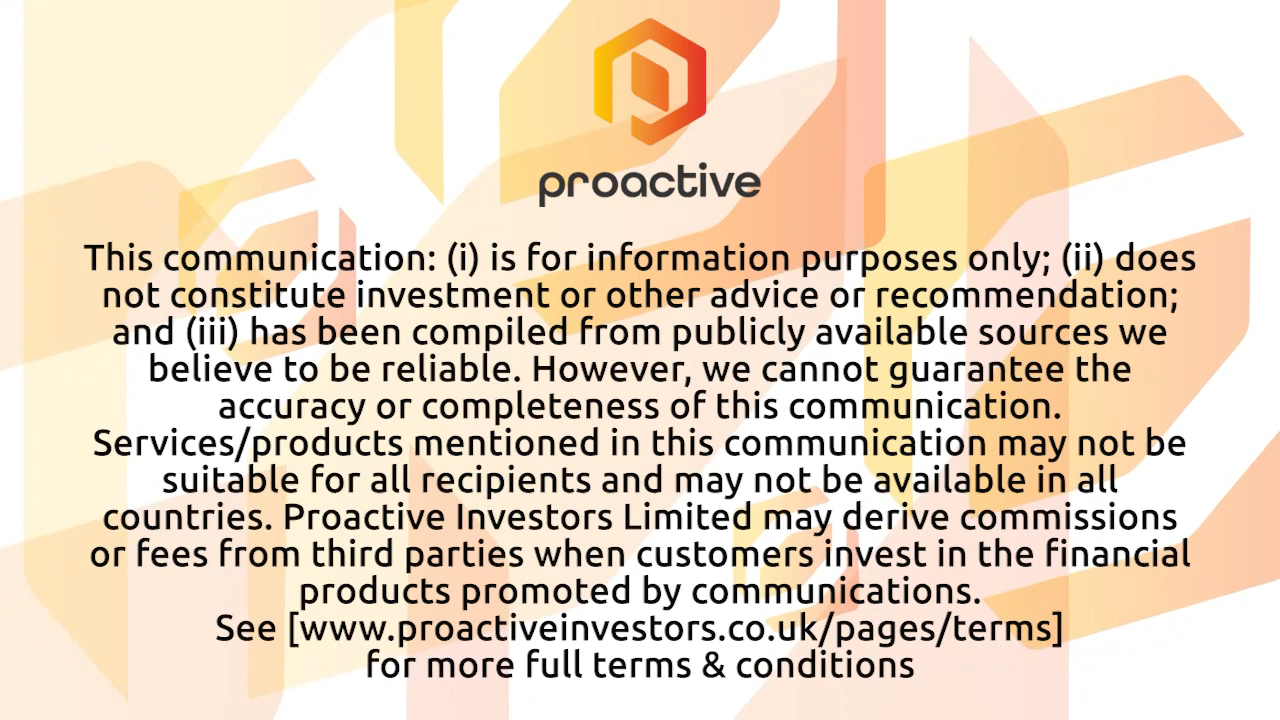 proactive
This communication: (i) is for information purposes only; (ii) does
not constitute investment or other advice or recommendation;
and (iii) has been compiled from publicly available sources we
believe to be reliable. However, we cannot guarantee the
accuracy or completeness of this communication.
Services/products mentioned in this communication may not be
suitable for all recipients and may not be available in all
countries. Proactive Investors Limited may derive commissions
or fees from third parties when customers invest in the financial
products promoted by communications.
See [www.proactiveinvestors.co.uk/pages/terms]
for more full terms & conditions